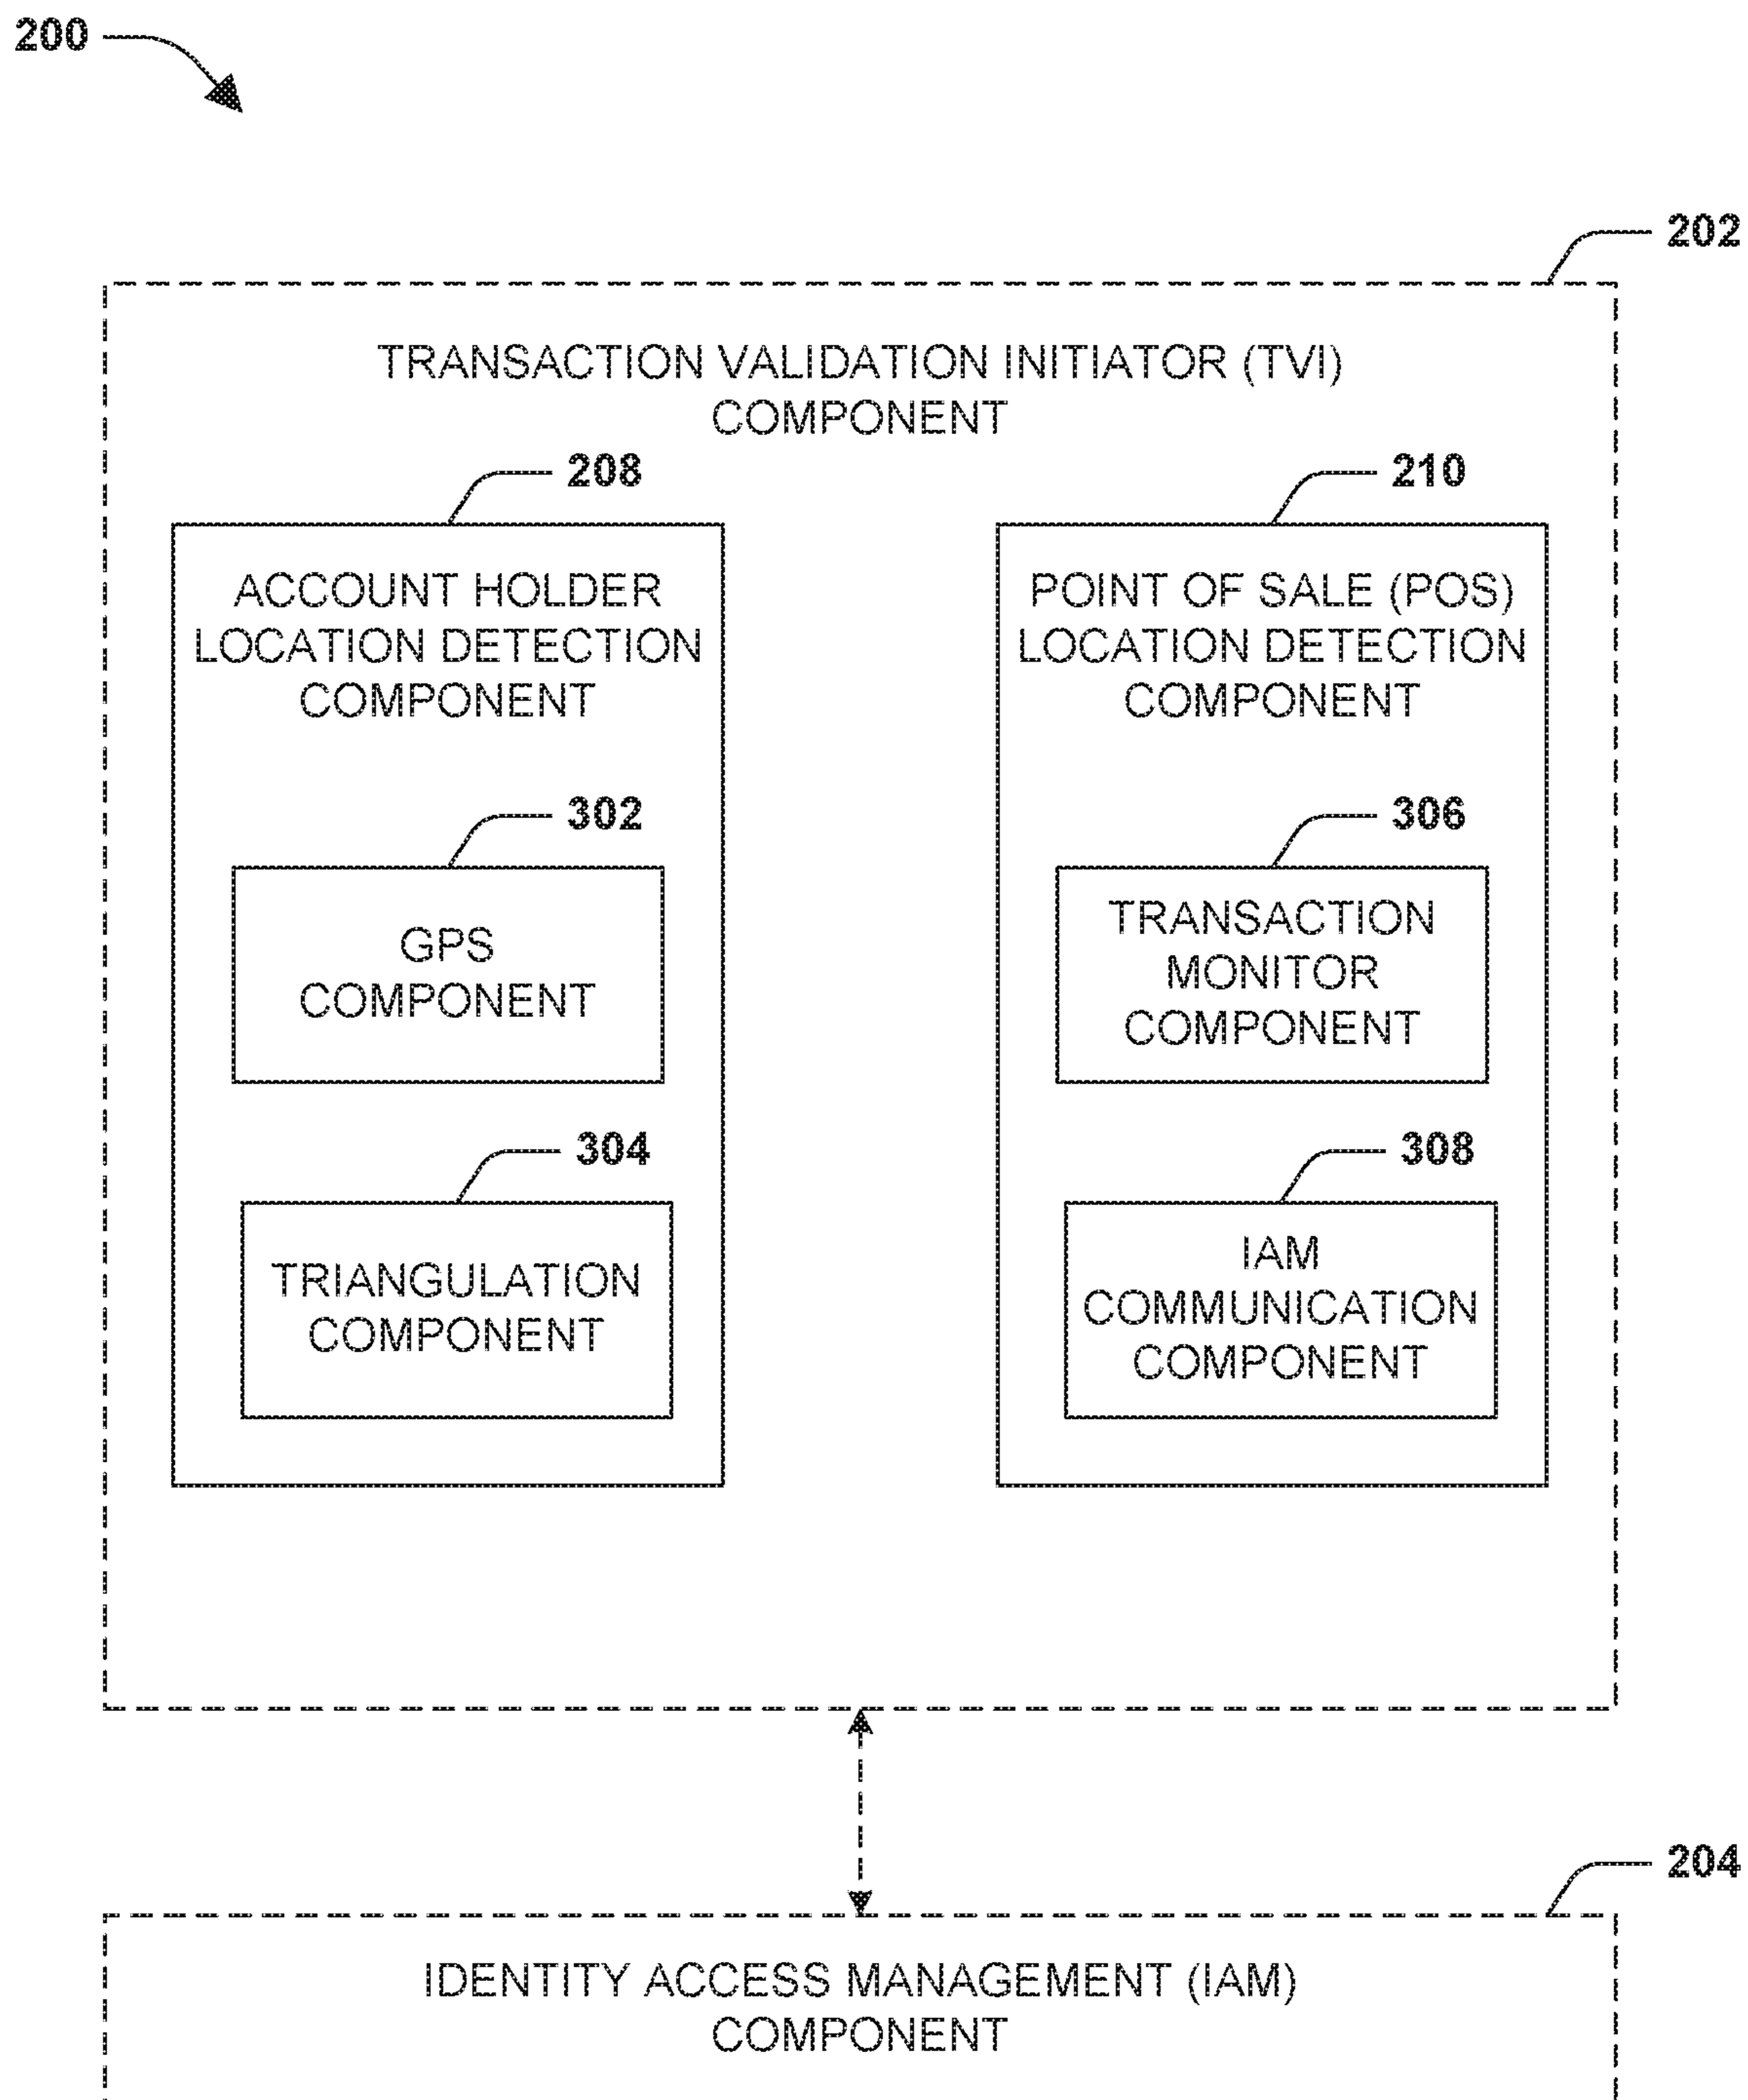 200
202
TRANSACTION VALIDATION INITIATOR (TVI)
COMPONENT
208
ACCOUNT HOLDER
LOCATION DETECTION
COMPONENT
302
GPS
COMPONENT
304
TRIANGULATION
COMPONENT
210
POINT OF SALE (POS)
LOCATION DETECTION
COMPONENT
306
TRANSACTION
MONITOR
COMPONENT
308
IAM
COMMUNICATION
COMPONENT
204
IDENTITY ACCESS MANAGEMENT (IAM)
COMPONENT